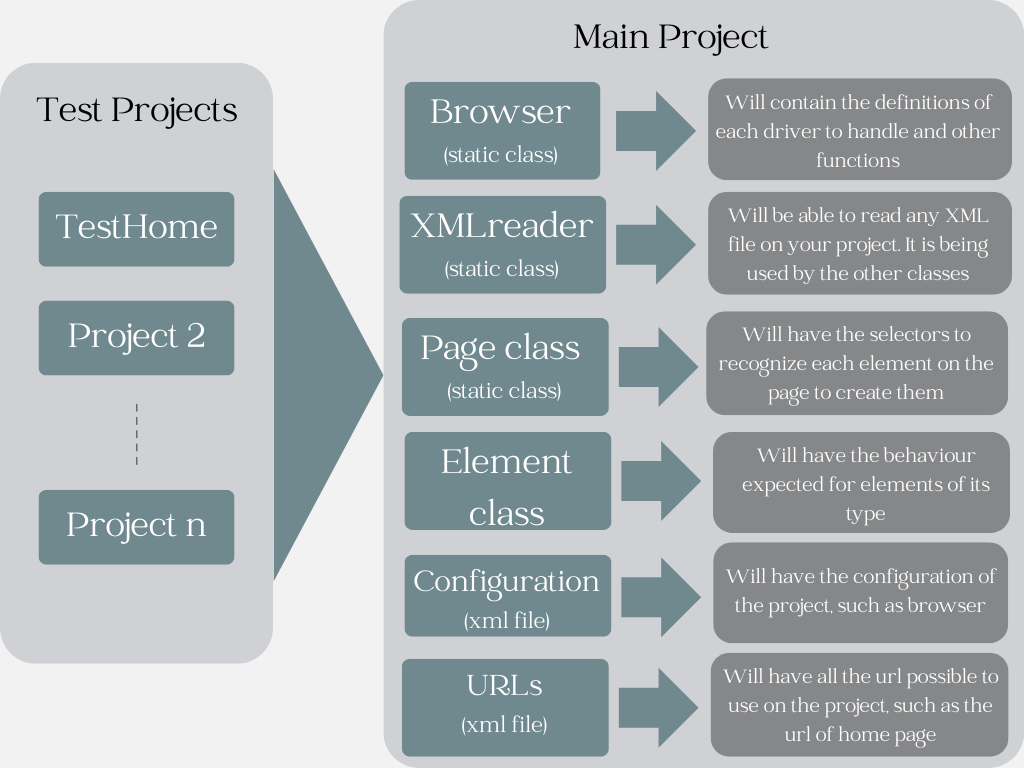 Test Projects
TestHome
Project 2
Project n
Main Project
Browser
(static class)
Will contain the definitions of
each driver to handle and other
functions
XMLreader
(static class)
Will be able to read any XML
file on your project. It is being
used by the other classes
Page class
(static class)
Will have the selectors to
recognize each element on the
page to create them
Element
class
Will have the behaviour
expected for elements of its
type
Configuration
(xml file)
Will have the configuration of
the project, such as browser
URLs
(xml file)
Will have all the url possible to
use on the project, such as the
url of home page